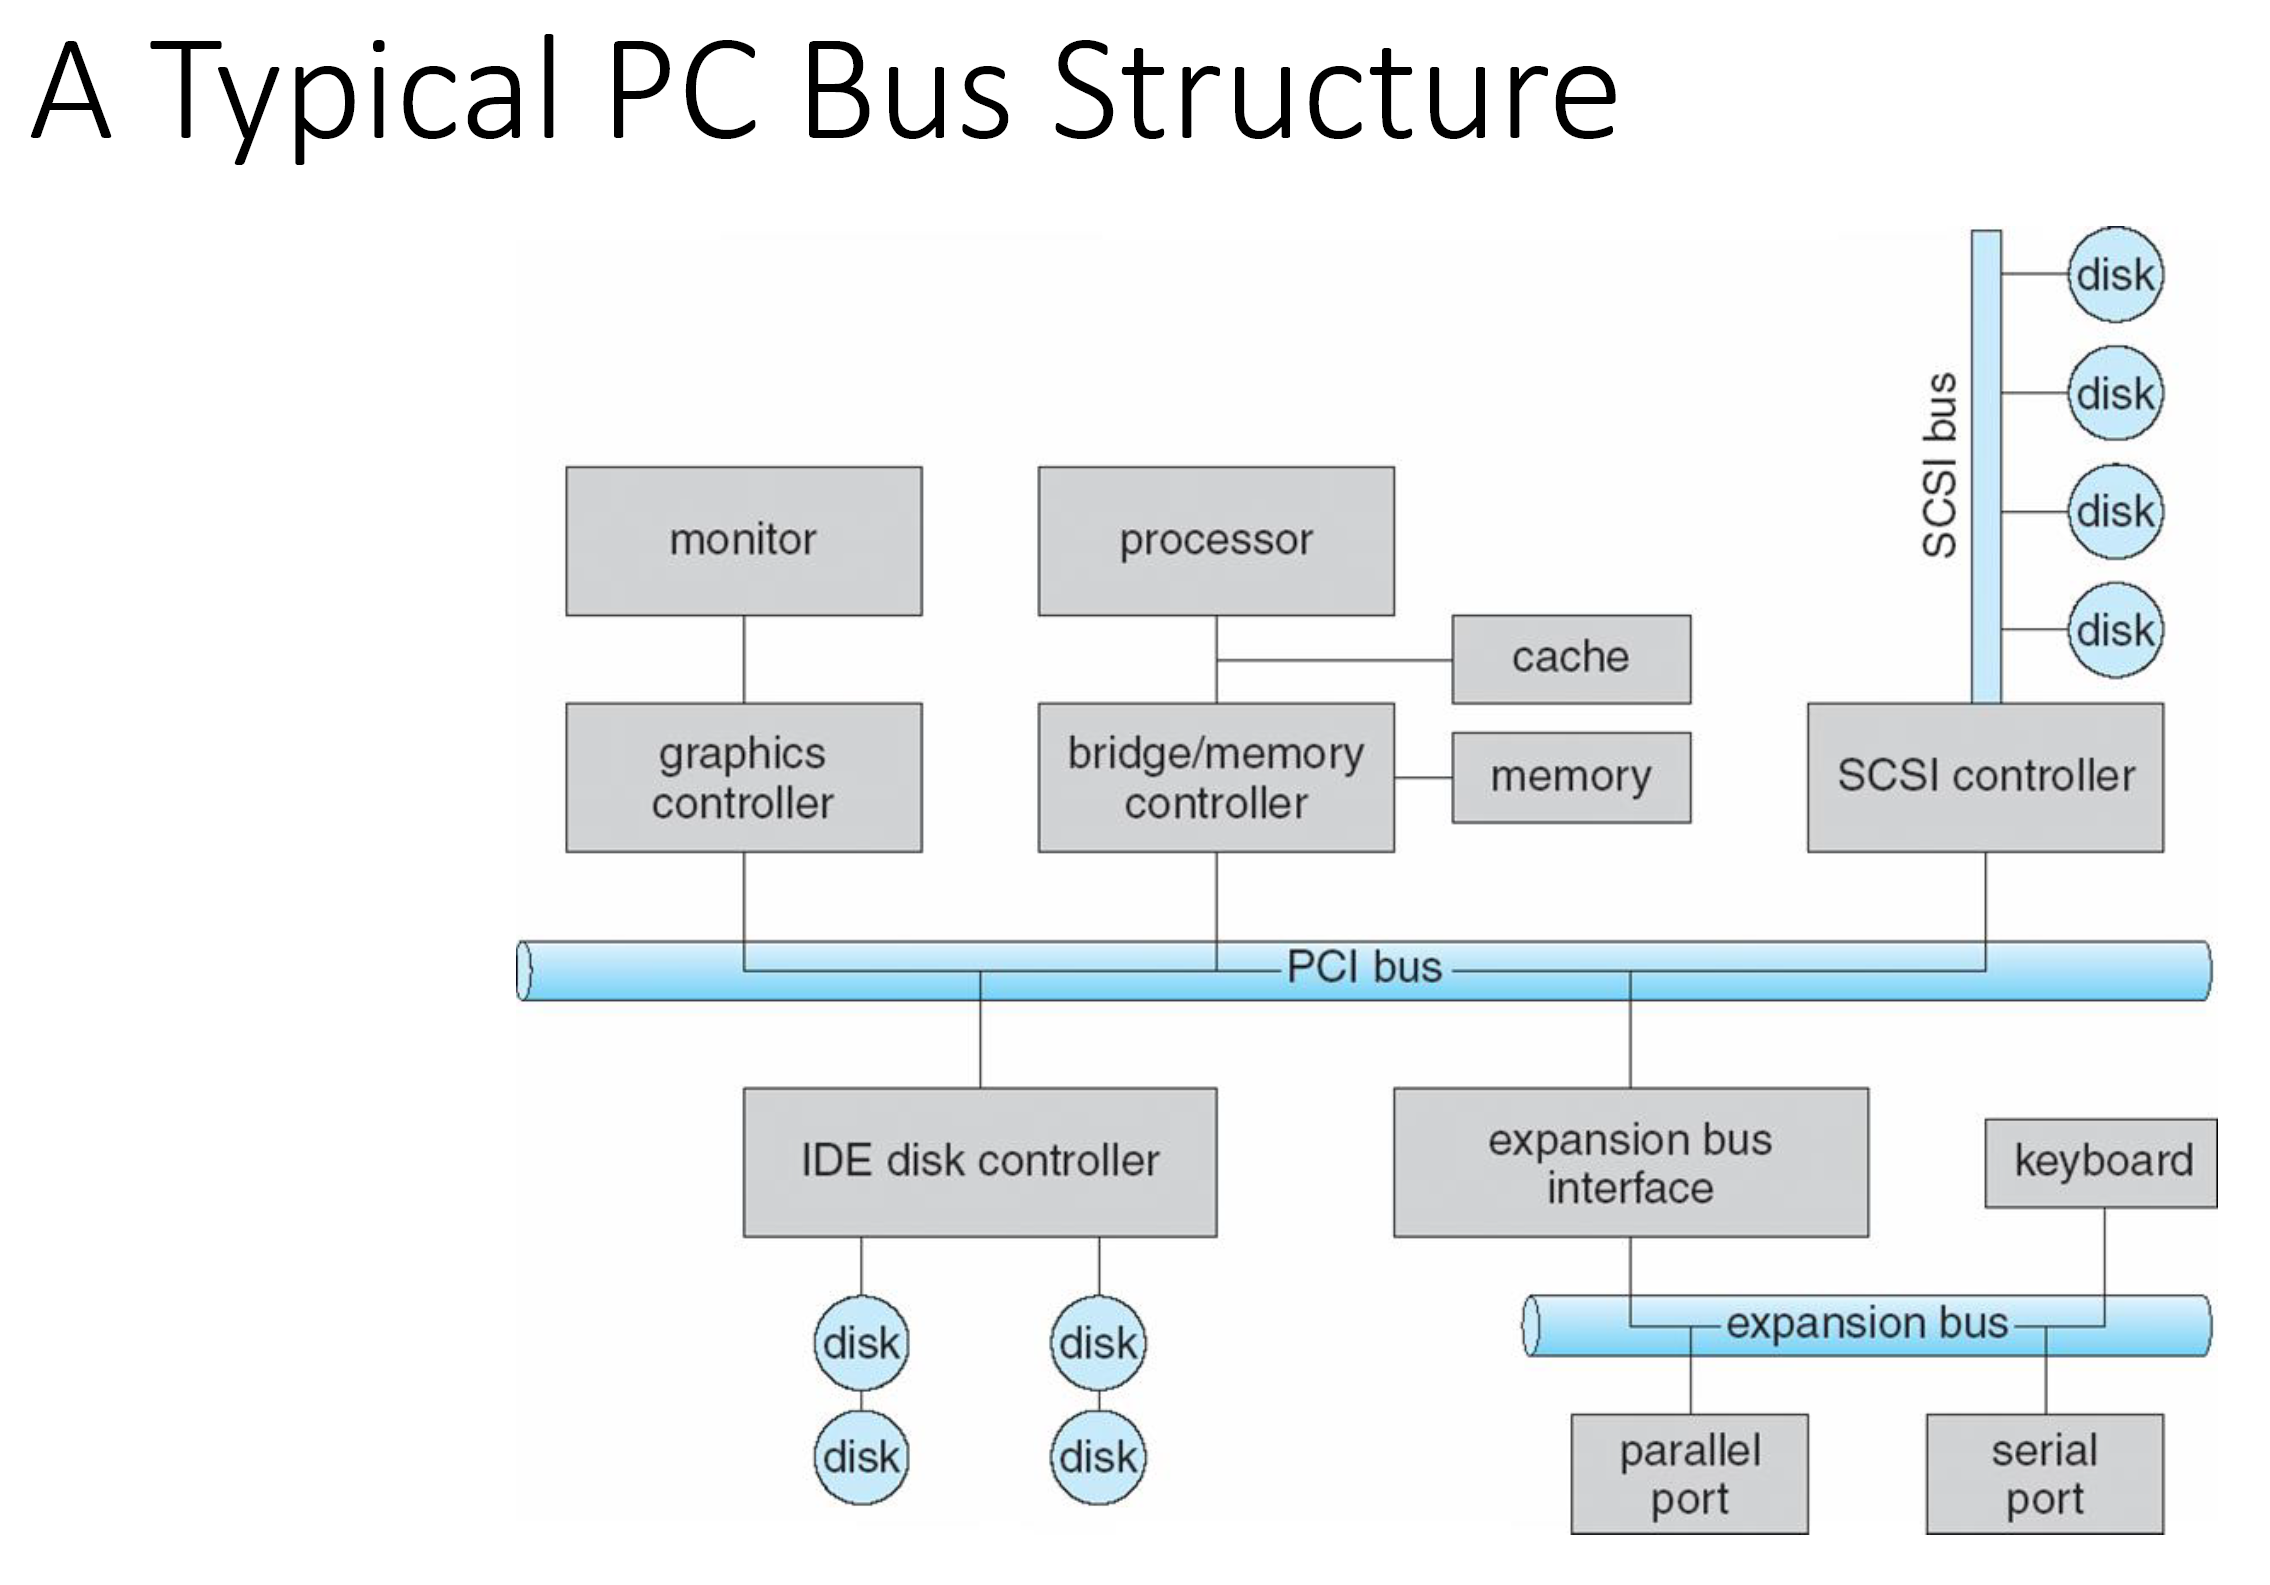 A Typical PC Bus Structure
disk
disk
disk
disk
SCSI bus
monitor
processor
cache
graphics
controller
bridge/memory
controller
memory
SCSI controller
PCI bus
IDE disk controller
expansion bus
interface
keyboard
disk
disk
disk
disk
expansion bus
parallel
port
serial
port